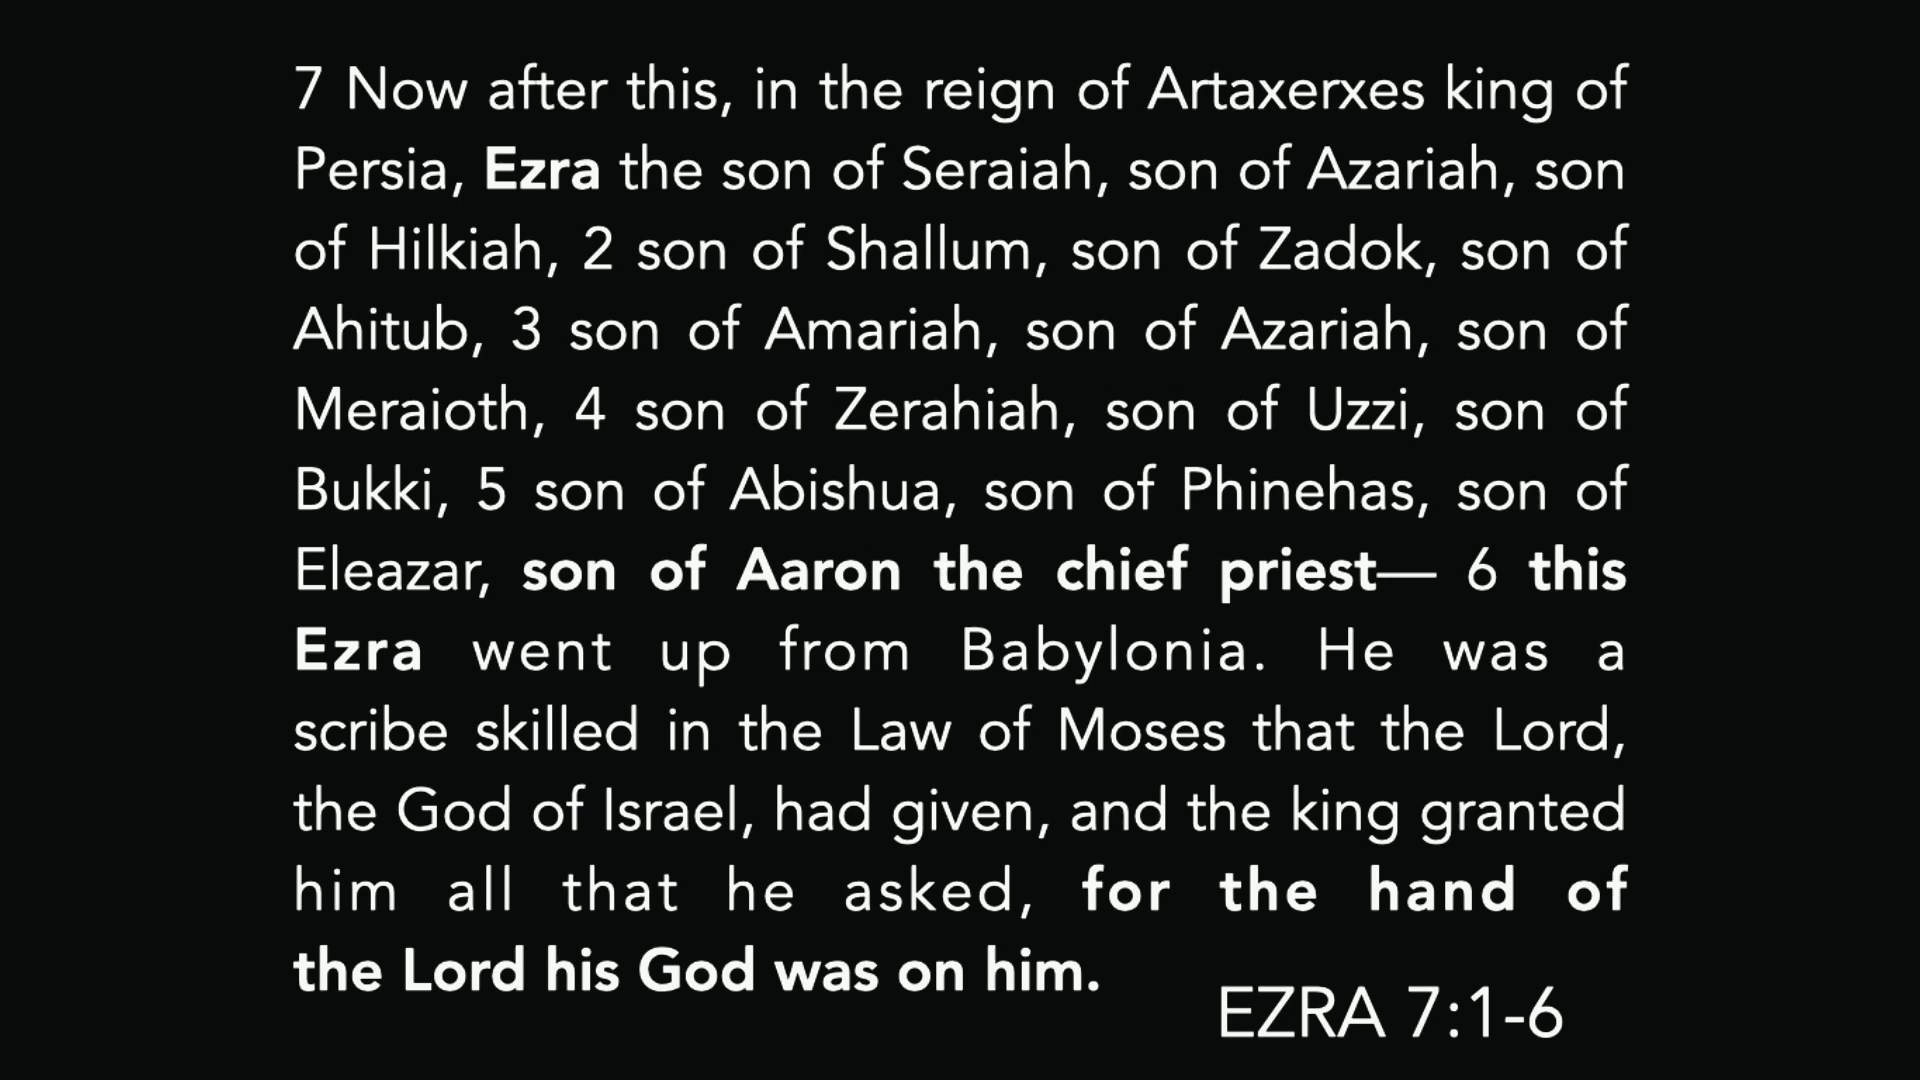 7 Now after this, in the reign of Artaxerxes king of
Persia, Ezra the son of Seraiah, son of Azariah, son
of Hilkiah, 2 son of Shallum, son of Zadok, son of
Ahitub, 3 son of Amariah, son of Azariah, son of
Meraioth, 4 son of Zerahiah, son of Uzzi, son of
Bukki, 5 son of Abishua, son of Phinehas, son of
Eleazar, son of Aaron the chief priest— 6 this
Ezra went up from Babylonia. He was a
scribe skilled in the Law of Moses that the Lord,
the God of Israel, had given, and the king granted
him all that he asked, for the hand of
the Lord his God was on him.
EZRA 7:1-6